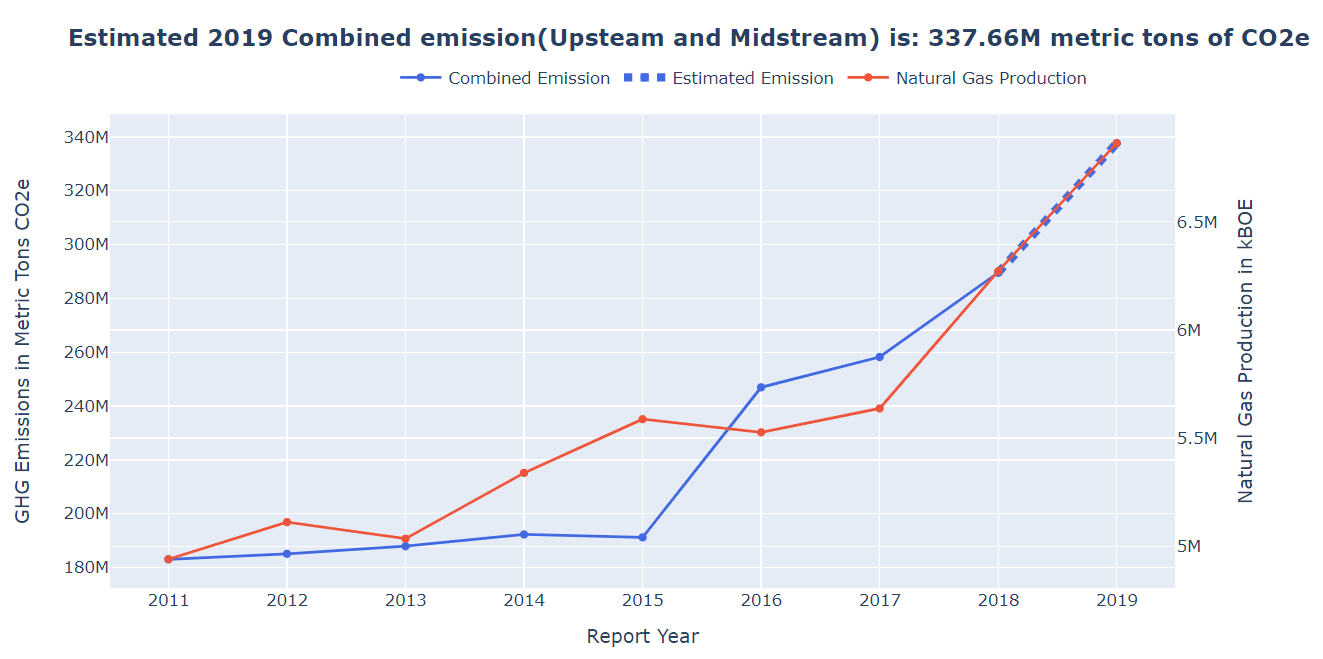 Estimated 2019 Combined emission(Upsteam and Midstream) is: 337.66M metric tons of CO2e
Combined Emission Estimated Emission Natural Gas Production
GHG Emissions in Metric Tons CO2e
340M
320M
300M
280M
260M
240M
220M
200M
180M
6.5M
6M
5.5M
5M
Natural Gas Production in kBOE
2011 2012 2013 2014 2015 2016 2017 2018 2019
Report Year